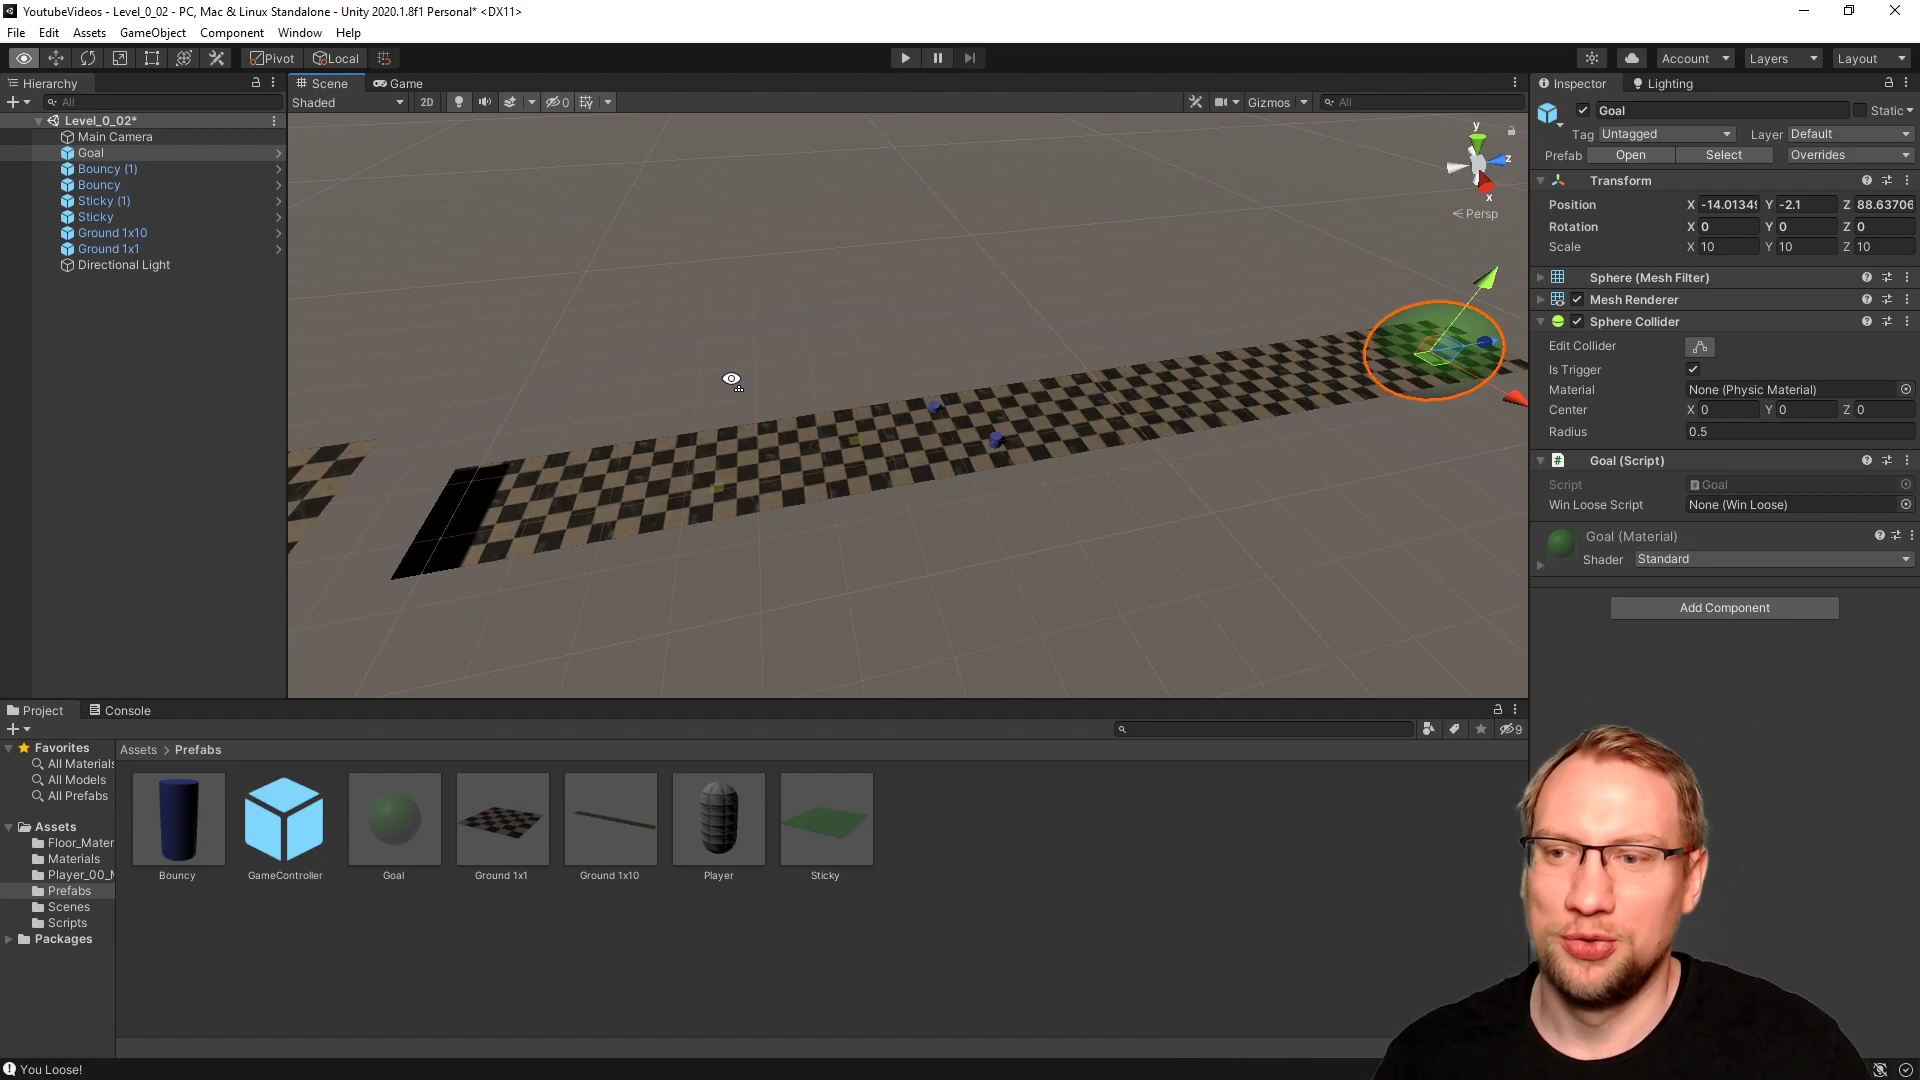 YoutubeVideos - Level_0_02 - PC, Mac & Linux Standalone - Unity 2020.1.8f1 Personal* <DX11>
File Edit Assets GameObject Component Window Help
Pivot Local Account Layers Layout
Hierarchy
All
Level_0_02*
Main Camera
Goal
Bouncy (1)
Bouncy
Sticky (1)
Sticky
Ground 1x10
Ground 1x1
Directional Light
Scene Game
Shaded 2D 0 Gizmos All
y
z
x
Persp
Inspector Lighting
Goal Static
Tag Untagged Layer Default
Prefab Open Select Overrides
Transform
Position X -14.01349 Y -2.1 Z 88.63706
Rotation X 0 Y 0 Z 0
Scale X 10 Y 10 Z 10
Sphere (Mesh Filter)
Mesh Renderer
Sphere Collider
Edit Collider
Is Trigger
Material None (Physic Material)
Center X 0 Y 0 Z 0
Radius 0.5
Goal (Script)
Script Goal
Win Loose Script None (Win Loose)
Goal (Material)
Shader Standard
Add Component
Project Console
9
Favorites
All Materials
All Models
All Prefabs
Assets
Floor_Mater
Materials
Player_00_M
Prefabs
Scenes
Scripts
Packages
Assets > Prefabs
Bouncy GameController Goal Ground 1x1 Ground 1x10 Player Sticky
You Loose!